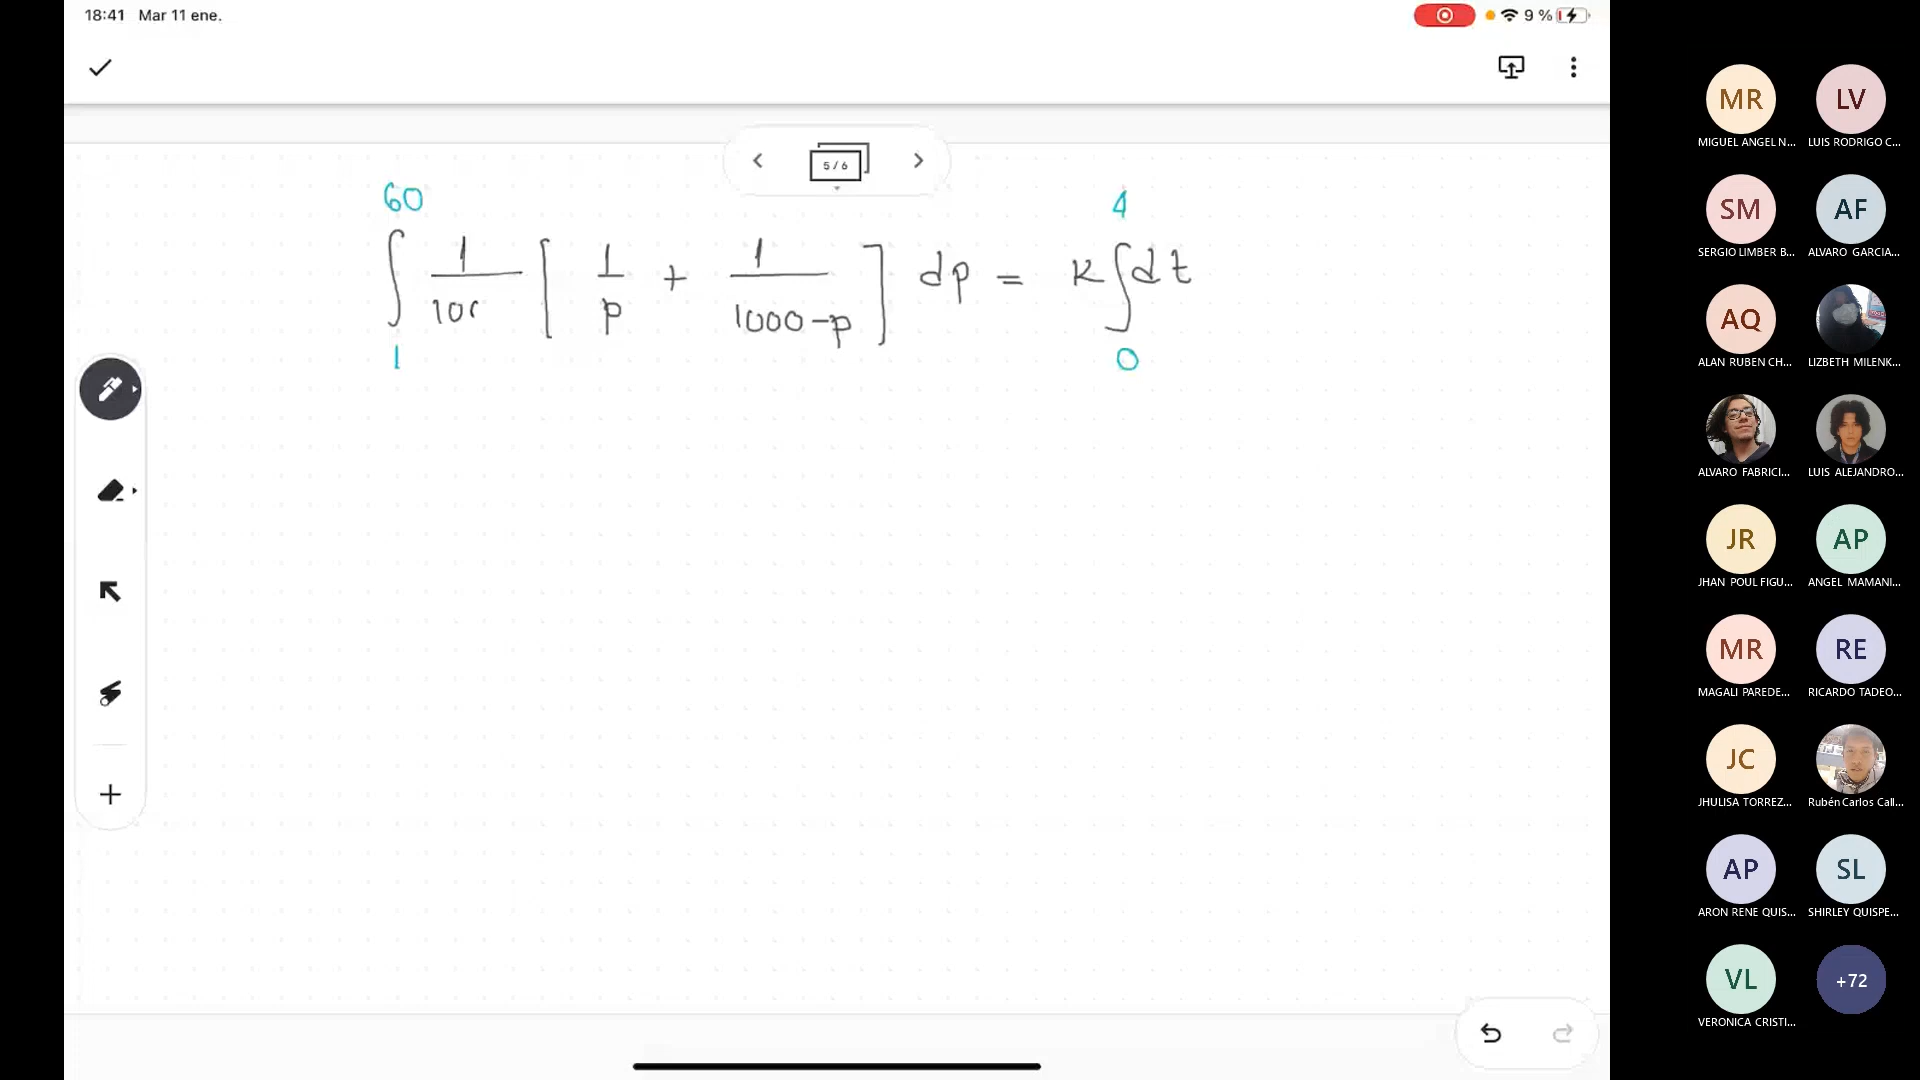 18:41 Mar 11 ene.
9 %
5 / 6
60 4
∫ 1/100 [ 1/p + 1/(1000-p) ] dp = K ∫ dt
1 0
MR LV
MIGUEL ANGEL N... LUIS RODRIGO C...
SM AF
SERGIO LIMBER B... ALVARO GARCIA...
AQ
ALAN RUBEN CH... LIZBETH MILENK...
ALVARO FABRICI... LUIS ALEJANDRO...
JR AP
JHAN POUL FIGU... ANGEL MAMANI...
MR RE
MAGALI PAREDE... RICARDO TADEO...
JC
JHULISA TORREZ... Rubén Carlos Call...
AP SL
ARON RENE QUIS... SHIRLEY QUISPE...
VL +72
VERONICA CRISTI...